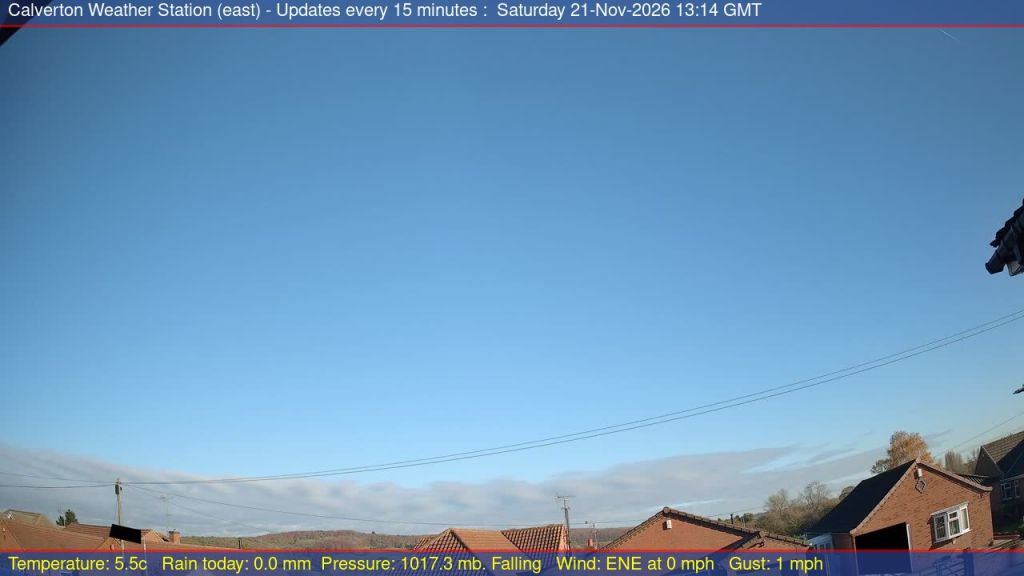 Calverton Weather Station (east) - Updates every 15 minutes : Saturday 21-Nov-2026 13:14 GMT
Temperature: 5.5c Rain today: 0.0 mm Pressure: 1017.3 mb. Falling Wind: ENE at 0 mph Gust: 1 mph